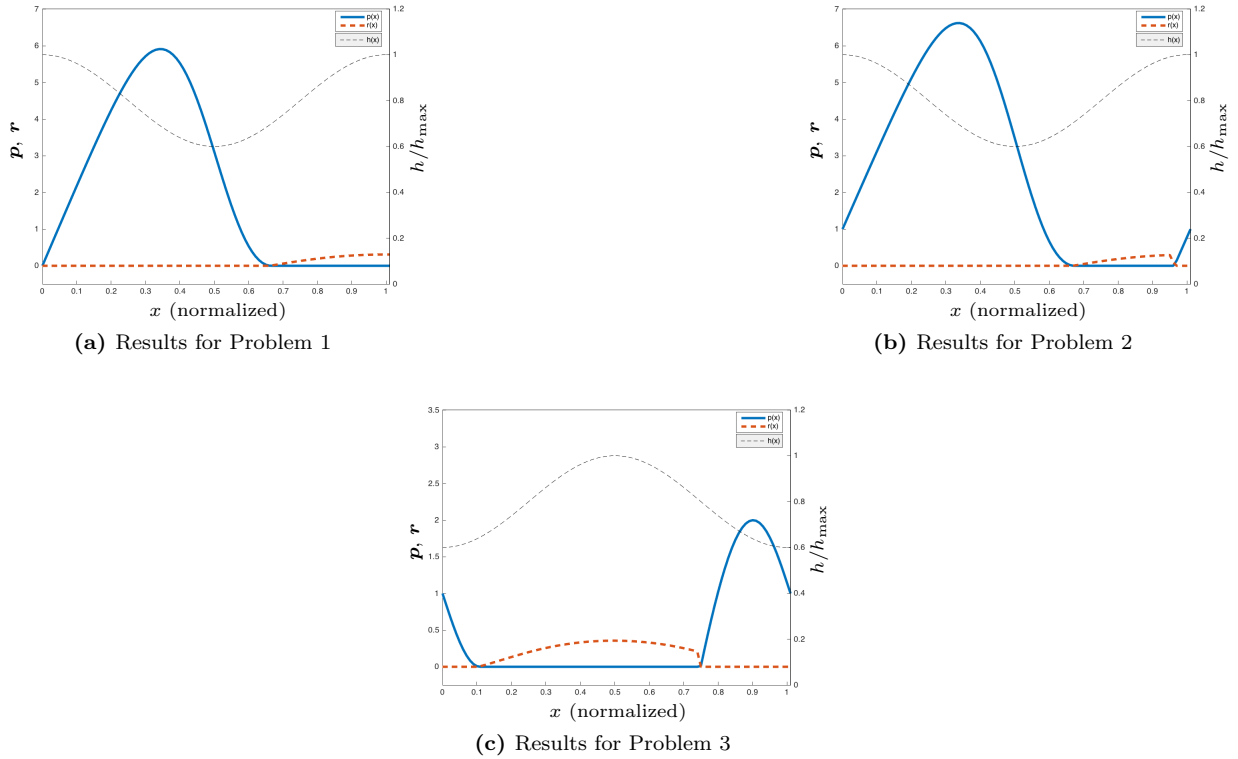 7
6
5
4
3
2
1
0
p, r
1.2
1
0.8
0.6
0.4
0.2
0
h/h_max
p(x)
r(x)
h(x)
0 0.1 0.2 0.3 0.4 0.5 0.6 0.7 0.8 0.9 1
x (normalized)
(a) Results for Problem 1
7
6
5
4
3
2
1
0
p, r
1.2
1
0.8
0.6
0.4
0.2
0
h/h_max
p(x)
r(x)
h(x)
0 0.1 0.2 0.3 0.4 0.5 0.6 0.7 0.8 0.9 1
x (normalized)
(b) Results for Problem 2
3.5
3
2.5
2
1.5
1
0.5
0
p, r
1.2
1
0.8
0.6
0.4
0.2
0
h/h_max
p(x)
r(x)
h(x)
0 0.1 0.2 0.3 0.4 0.5 0.6 0.7 0.8 0.9 1
x (normalized)
(c) Results for Problem 3